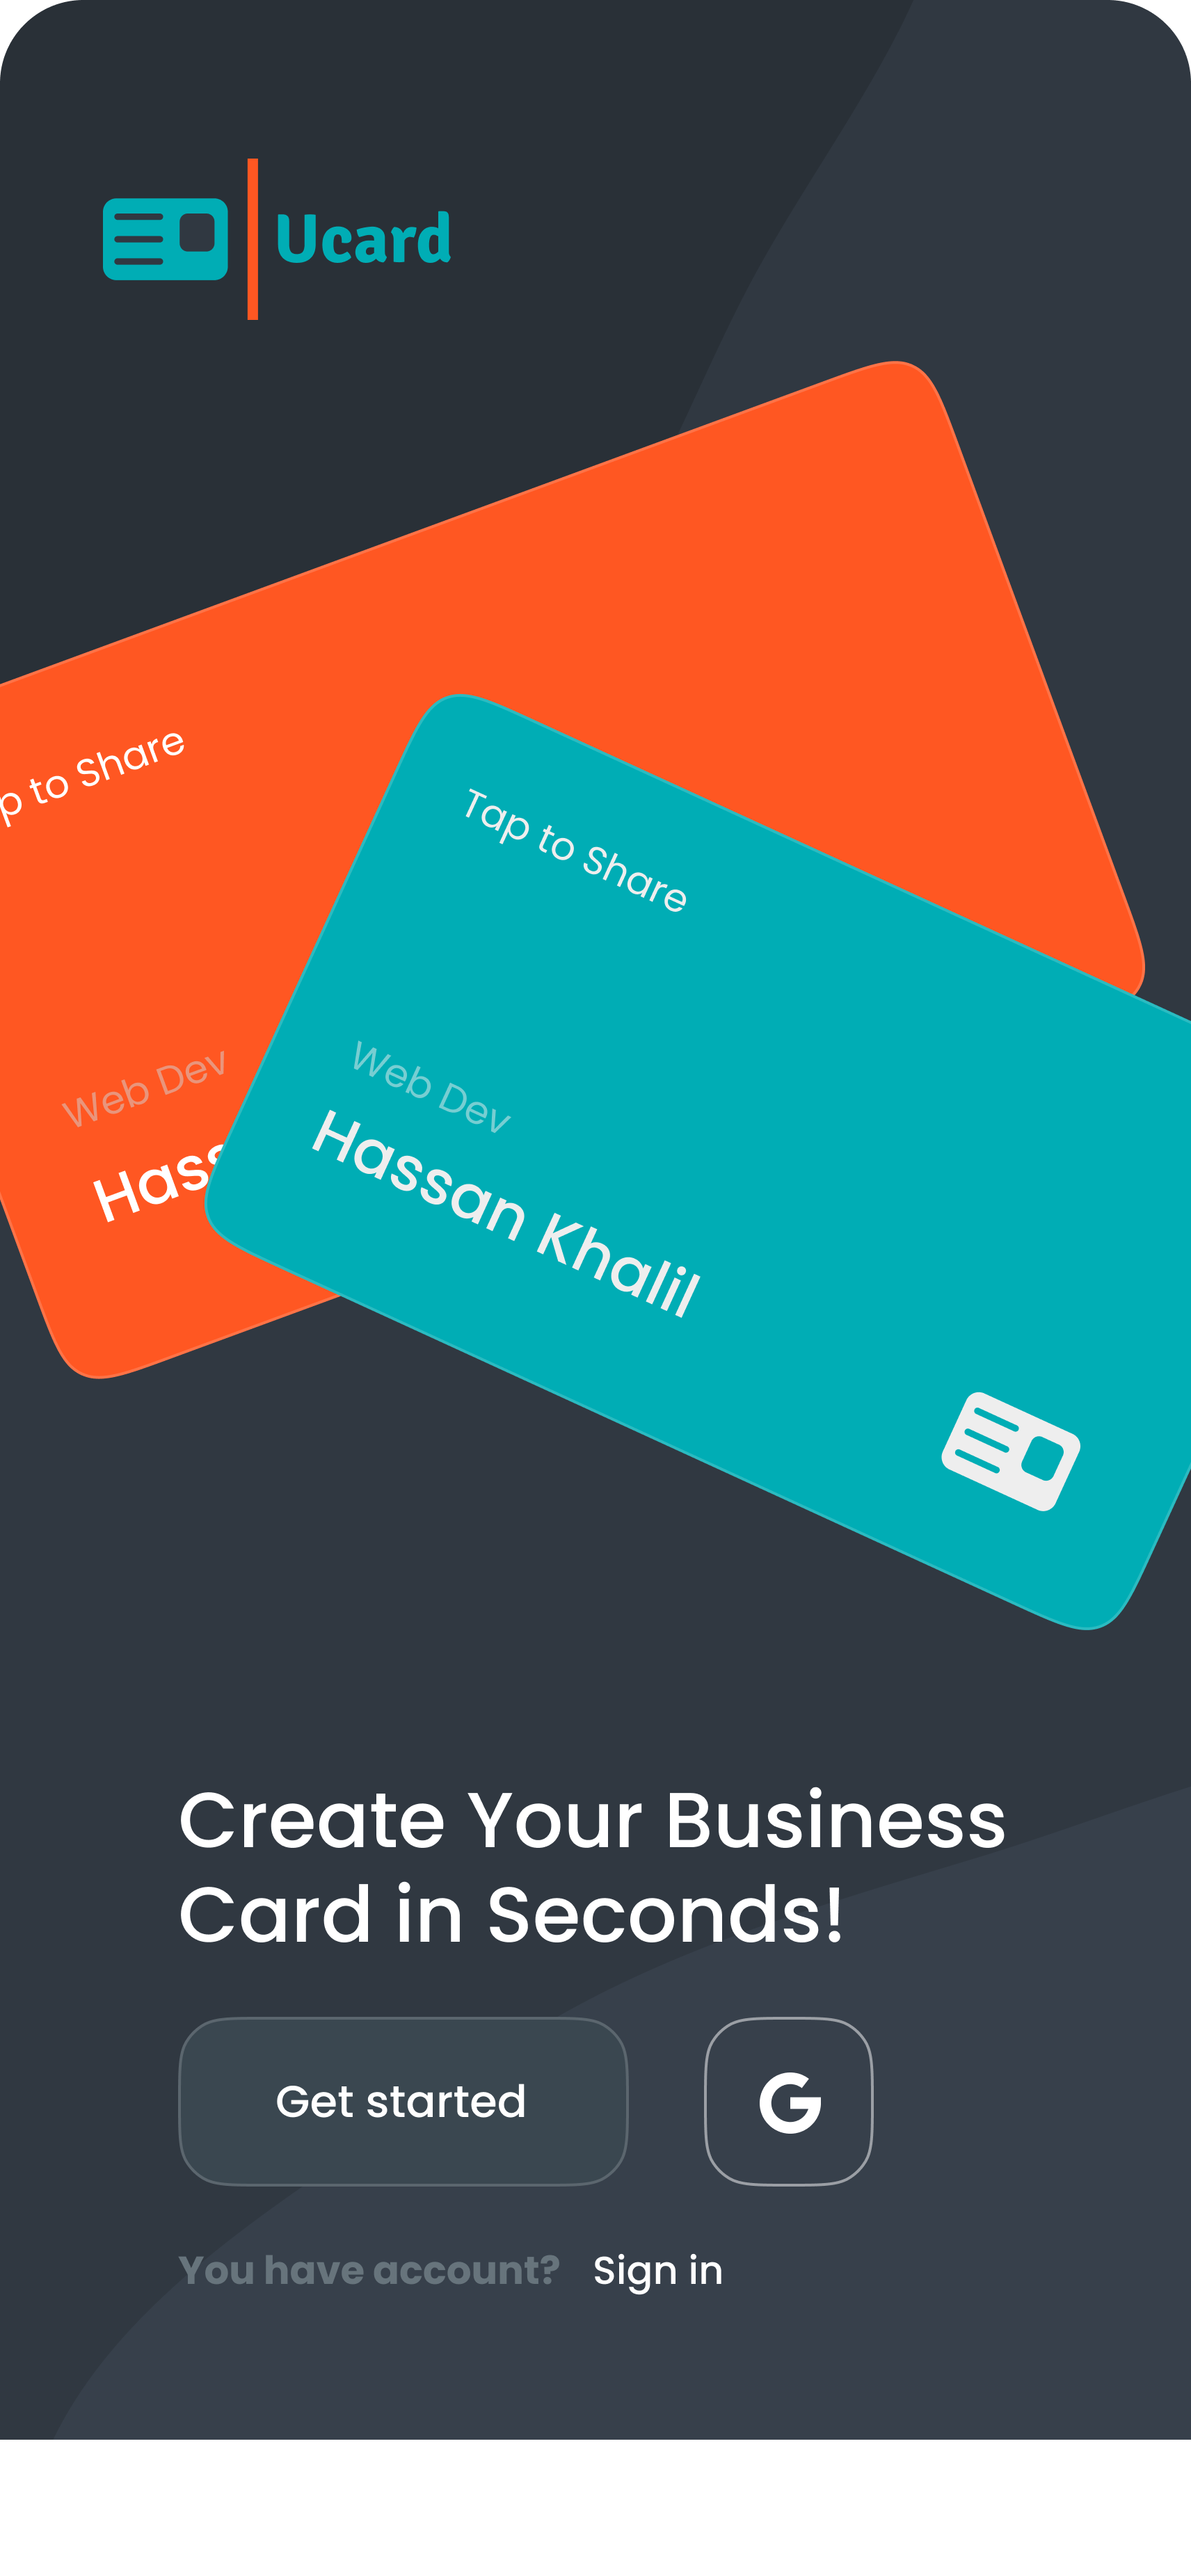 Ucard
p to Share
Web Dev
Hass
Tap to Share
Web Dev
Hassan Khalil
Create Your Business
Card in Seconds!
Get started
G
You have account? Sign in